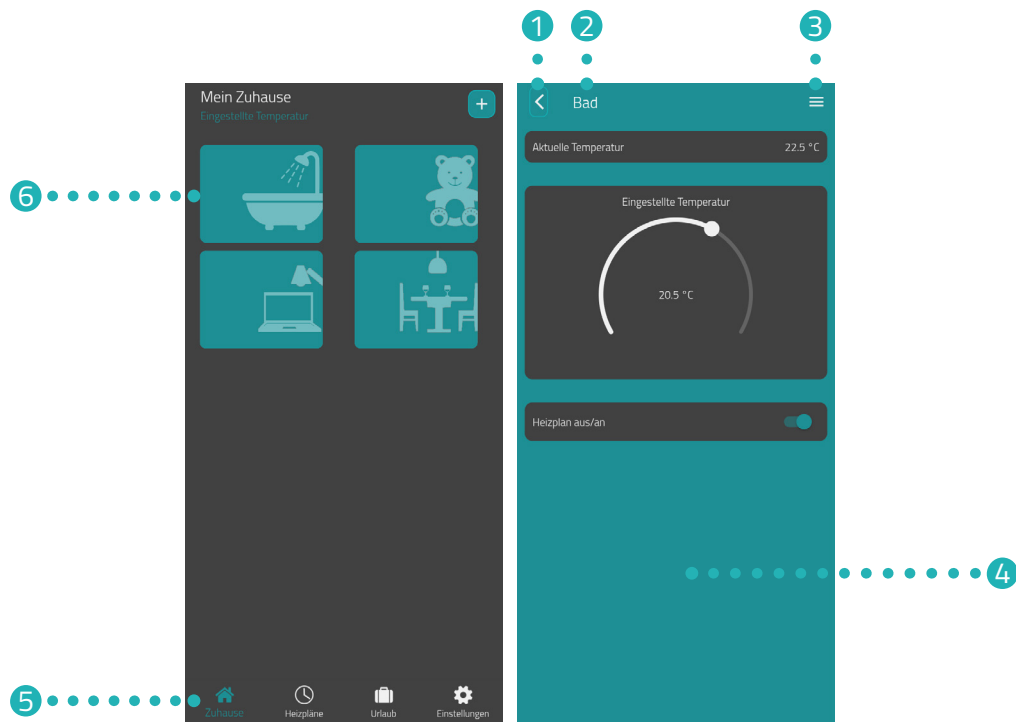 1
2
3
Mein Zuhause
Eingestellte Temperatur
+
Bad
Aktuelle Temperatur
22.5 °C
6
Eingestellte Temperatur
20.5 °C
Heizplan aus/an
4
5
Zuhause
Heizpläne
Urlaub
Einstellungen